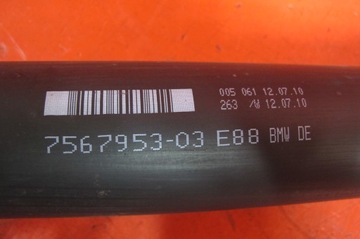 005 061 12.07.10
263 /W 12.07.10
7567953-03 E88 BMW DE